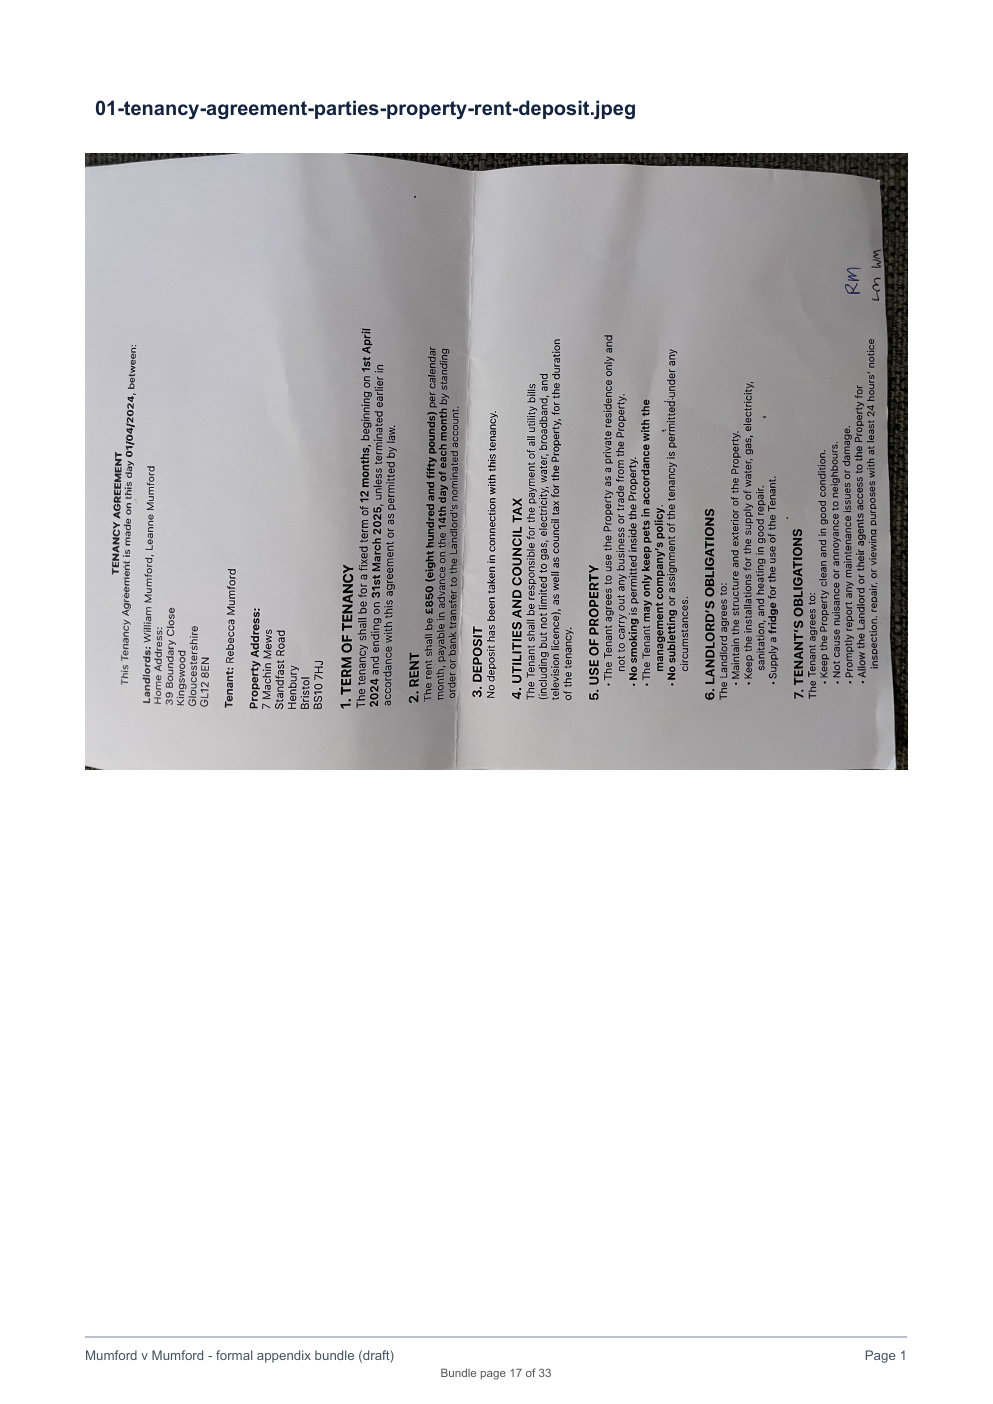 01-tenancy-agreement-parties-property-rent-deposit.jpeg
TENANCY AGREEMENT
This Tenancy Agreement is made on this day 01/04/2024, between:
Landlords: William Mumford, Leanne Mumford
Home Address:
39 Boundary Close
Kingswood
Gloucestershire
GL12 8EN
Tenant: Rebecca Mumford
Property Address:
7 Machin Mews
Standfast Road
Henbury
Bristol
BS10 7HJ
1. TERM OF TENANCY
The tenancy shall be for a fixed term of 12 months, beginning on 1st April
2024 and ending on 31st March 2025, unless terminated earlier in
accordance with this agreement or as permitted by law.
2. RENT
The rent shall be £850 (eight hundred and fifty pounds) per calendar
month, payable in advance on the 14th day of each month by standing
order or bank transfer to the Landlord's nominated account.
3. DEPOSIT
No deposit has been taken in connection with this tenancy.
4. UTILITIES AND COUNCIL TAX
The Tenant shall be responsible for the payment of all utility bills
(including but not limited to gas, electricity, water, broadband, and
television licence), as well as council tax for the Property, for the duration
of the tenancy.
5. USE OF PROPERTY
• The Tenant agrees to use the Property as a private residence only and
not to carry out any business or trade from the Property.
• No smoking is permitted inside the Property.
• The Tenant may only keep pets in accordance with the
management company's policy.
• No subletting or assignment of the tenancy is permitted under any
circumstances.
6. LANDLORD'S OBLIGATIONS
The Landlord agrees to:
• Maintain the structure and exterior of the Property.
• Keep the installations for the supply of water, gas, electricity,
sanitation, and heating in good repair.
• Supply a fridge for the use of the Tenant.
7. TENANT'S OBLIGATIONS
The Tenant agrees to:
• Keep the Property clean and in good condition.
• Not cause nuisance or annoyance to neighbours.
• Promptly report any maintenance issues or damage.
• Allow the Landlord or their agents access to the Property for
inspection, repair, or viewing purposes with at least 24 hours' notice
RM
LM WM
Mumford v Mumford - formal appendix bundle (draft)
Page 1
Bundle page 17 of 33